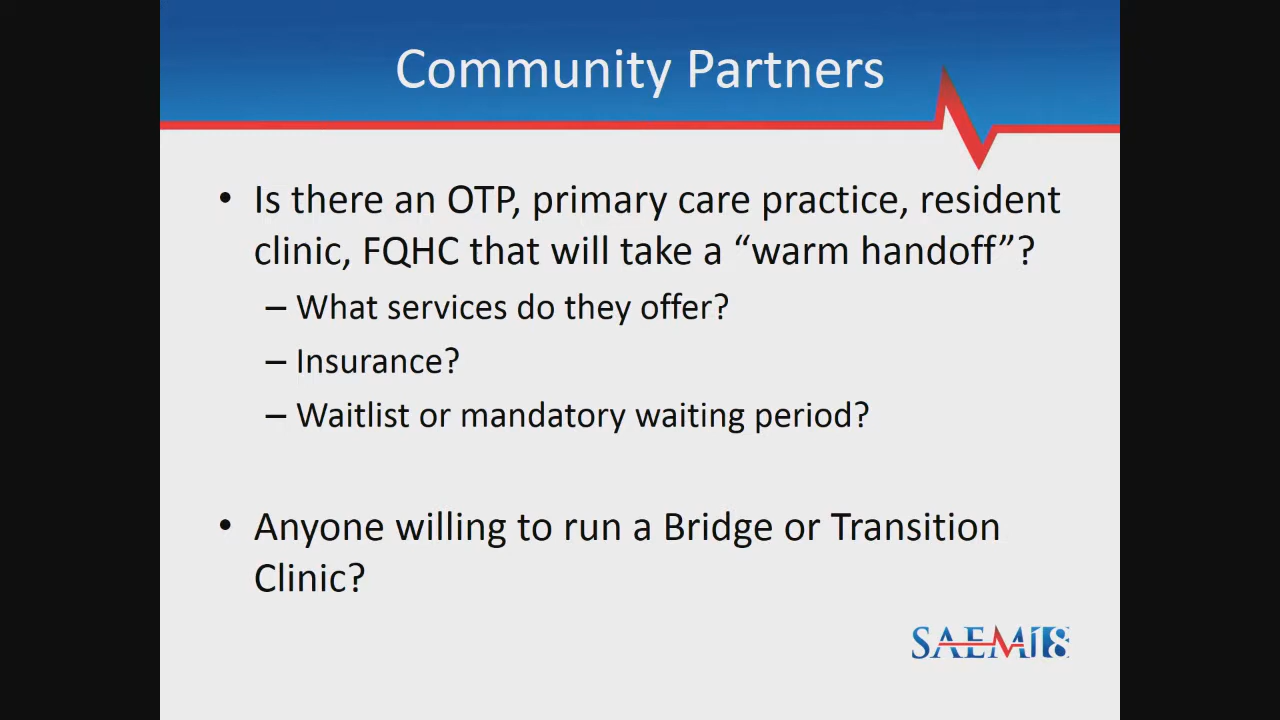 Community Partners
• Is there an OTP, primary care practice, resident
clinic, FQHC that will take a “warm handoff”?
– What services do they offer?
– Insurance?
– Waitlist or mandatory waiting period?
• Anyone willing to run a Bridge or Transition
Clinic?
SAEM18